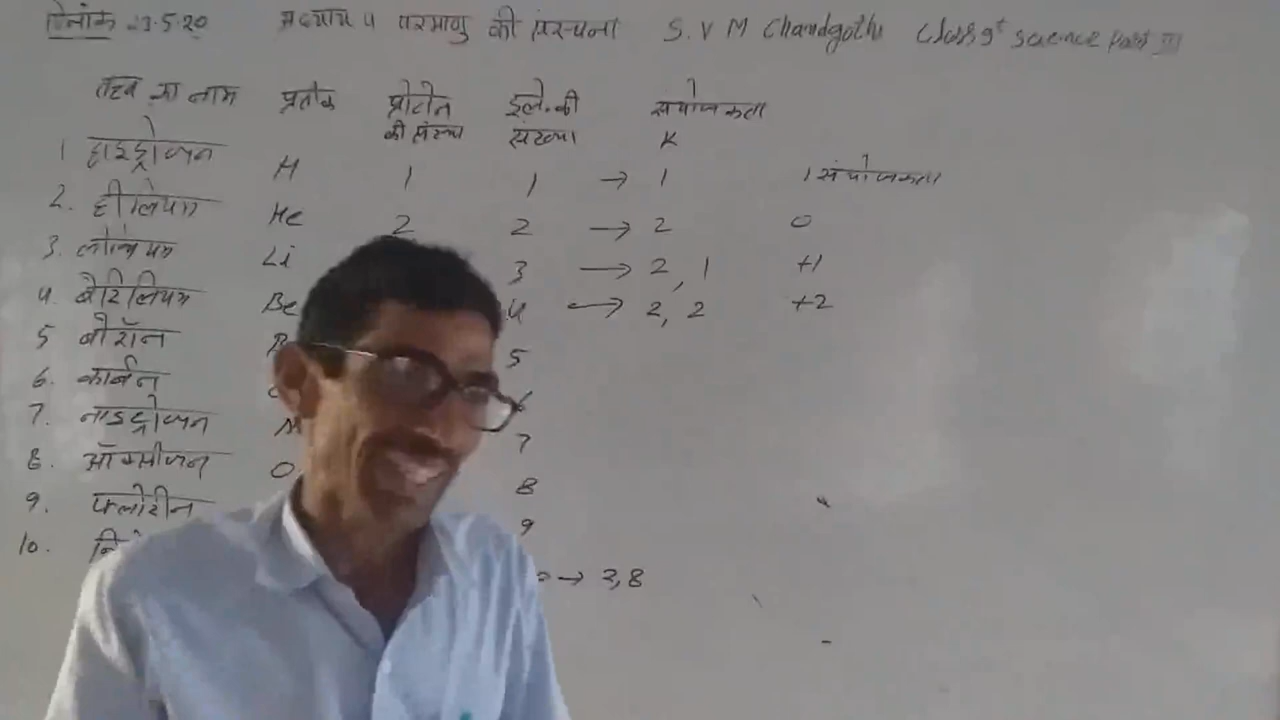 दिनांक 23.5.20 अध्याय 4 परमाणु की संरचना S.V M Chandgothi Class 9th Science Part III
तत्व का नाम प्रतीक प्रोटोन की संख्या इले. की संख्या संयोजकता K
1 हाइड्रोजन H 1 1 → 1 1 संयोजकता
2. हीलियम He 2 2 → 2 0
3. लीथियम Li 3 → 2, 1 +1
4. बैरिलियम Be 4 → 2, 2 +2
5 बोरॉन 5
6. कार्बन 6
7. नाइट्रोजन N 7
8. ऑक्सीजन O 8
9. फ्लोरीन 9
10. → 2,8